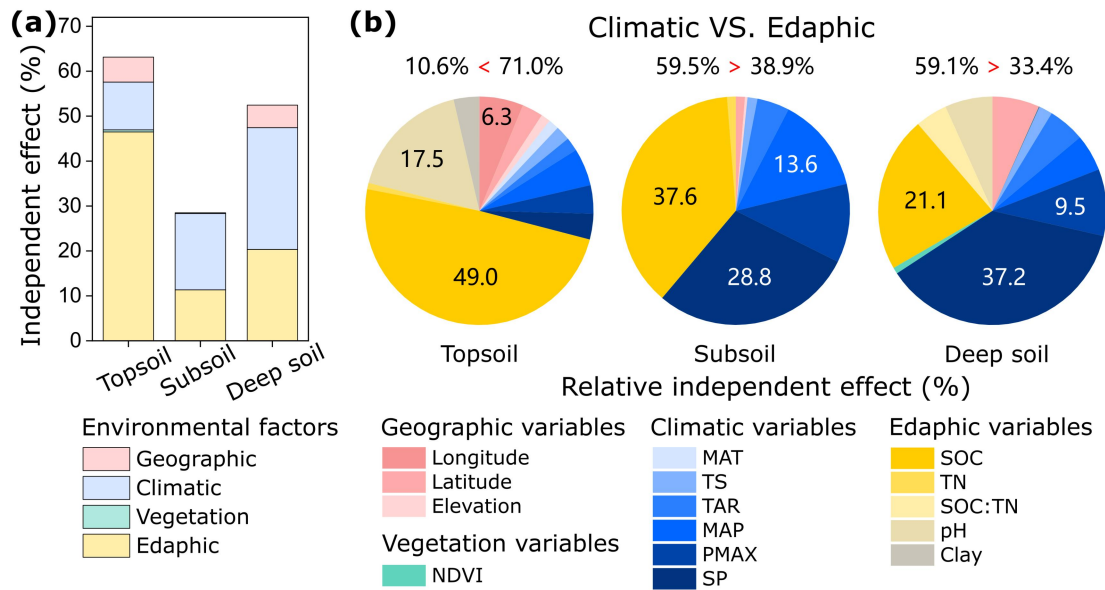 (a)
Independent effect (%)
70
60
50
40
30
20
10
0
Topsoil
Subsoil
Deep soil
Environmental factors
Geographic
Climatic
Vegetation
Edaphic
(b)
Climatic VS. Edaphic
10.6% < 71.0%
59.5% > 38.9%
59.1% > 33.4%
6.3
17.5
49.0
13.6
37.6
28.8
21.1
9.5
37.2
Topsoil
Subsoil
Deep soil
Relative independent effect (%)
Geographic variables
Longitude
Latitude
Elevation
Vegetation variables
NDVI
Climatic variables
MAT
TS
TAR
MAP
PMAX
SP
Edaphic variables
SOC
TN
SOC:TN
pH
Clay